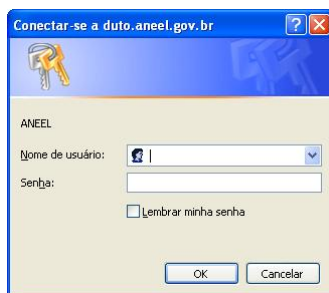 Conectar-se a duto.aneel.gov.br
ANEEL
Nome de usuário:
Senha:
Lembrar minha senha
OK Cancelar